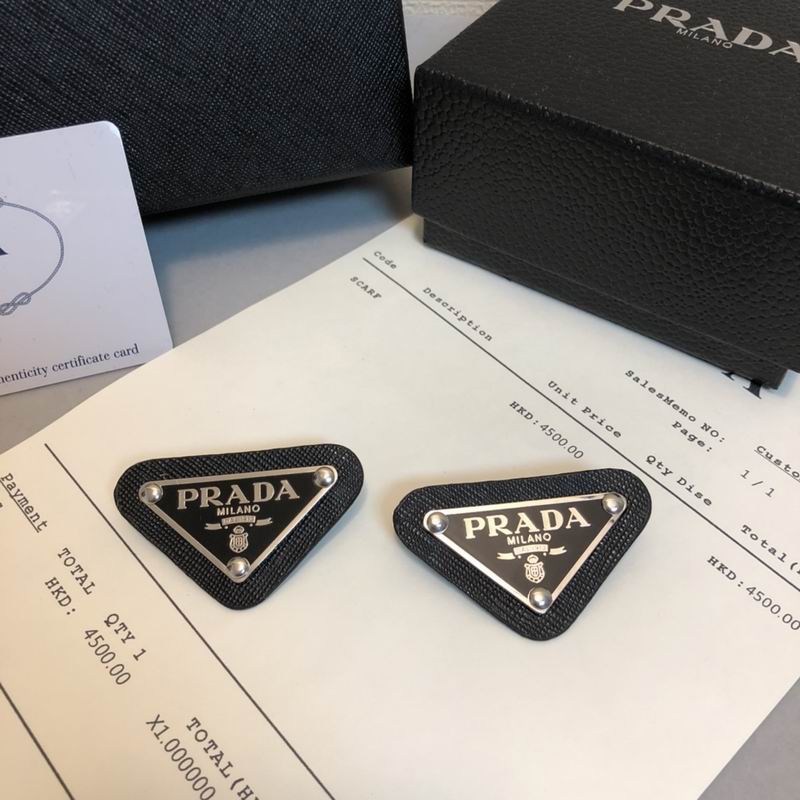 PRADA
MILANO
henticity certificate card
Code
Description
SCARF
Unit Price
HKD: 4500.00
SalesMemo NO:
Page:
1/1
Qty Disc
HKD: 4500.00
Payment
TOTAL QTY 1
HKD: 4500.00
TOTAL(H
X1.000000
PRADA
MILANO
PRADA
MILANO